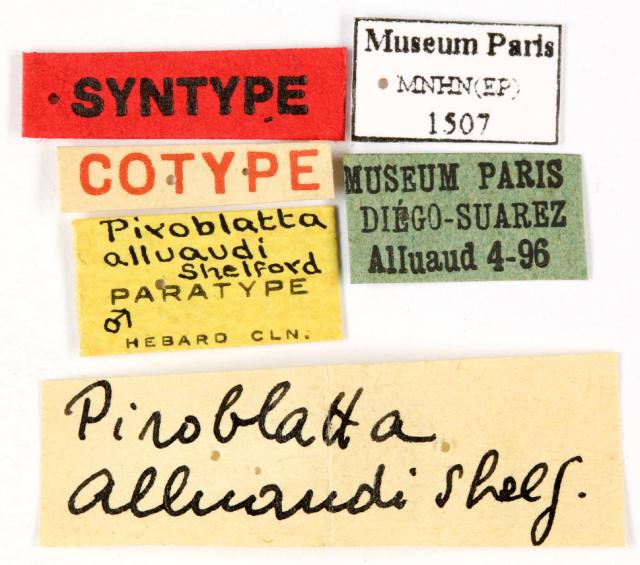 SYNTYPE
Museum Paris
MNHN(EP)
1507
COTYPE
MUSEUM PARIS
DIÉGO-SUAREZ
Alluaud 4-96
Piroblatta
alluaudi
Shelford
PARATYPE
♂
HEBARD CLN.
Piroblatta
alluaudi Shelf.